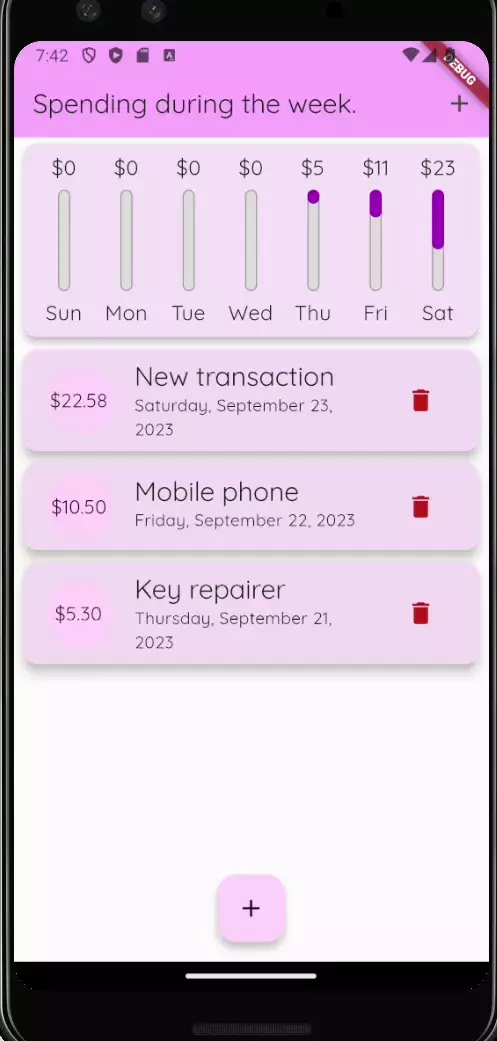 7:42
DEBUG
Spending during the week.
+
$0 $0 $0 $0 $5 $11 $23
Sun Mon Tue Wed Thu Fri Sat
New transaction
$22.58
Saturday, September 23,
2023
Mobile phone
$10.50
Friday, September 22, 2023
Key repairer
$5.30
Thursday, September 21,
2023
+